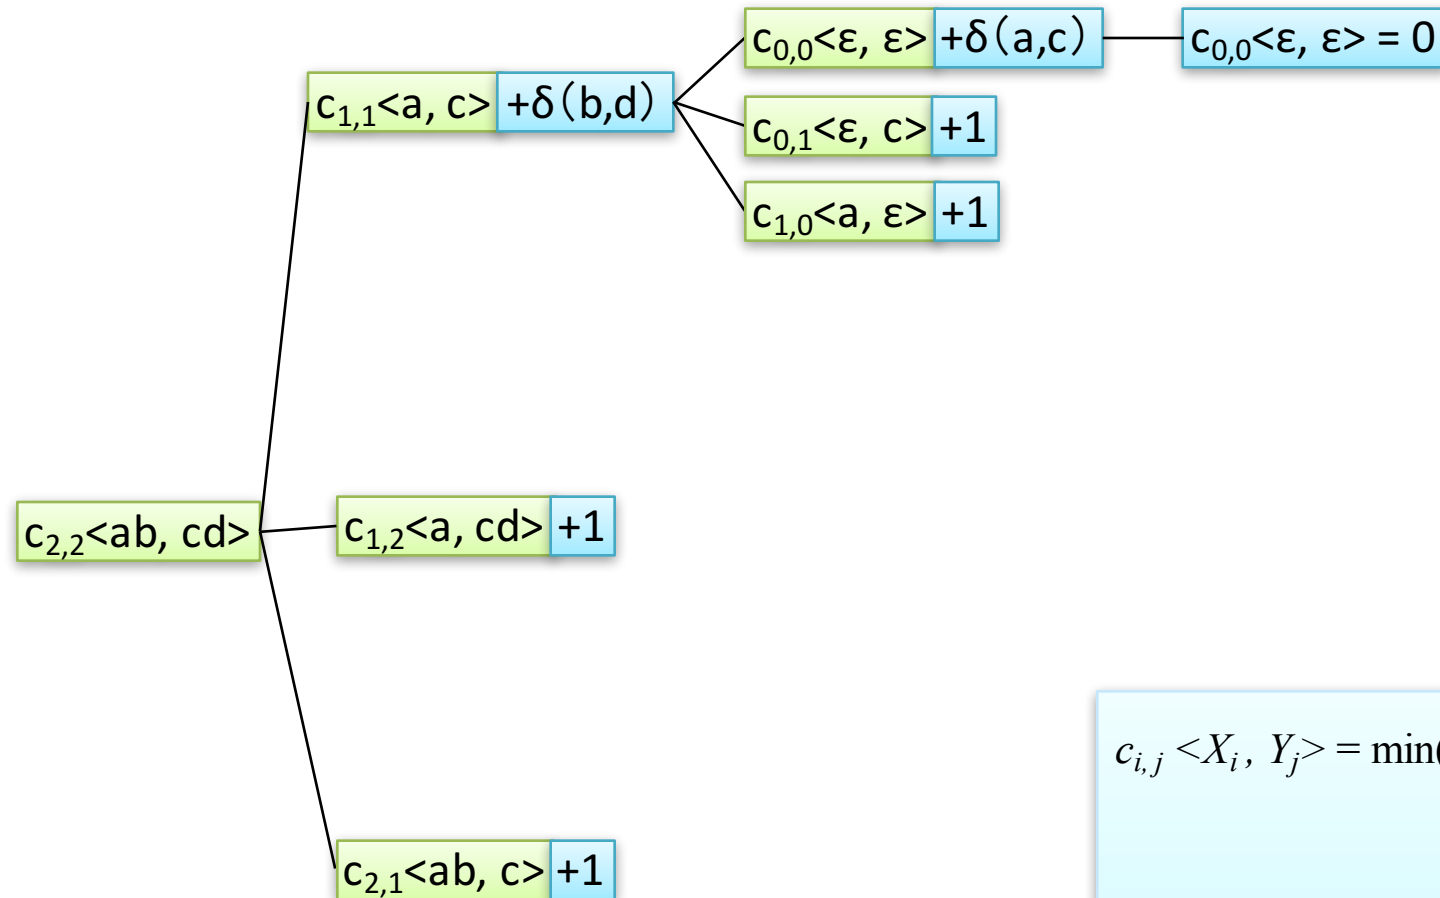 c0,0<ε, ε> +δ(a,c) c0,0<ε, ε> = 0
c1,1<a, c> +δ(b,d)
c0,1<ε, c> +1
c1,0<a, ε> +1
c2,2<ab, cd>
c1,2<a, cd> +1
ci,j <Xi, Yj> = min(
c2,1<ab, c> +1